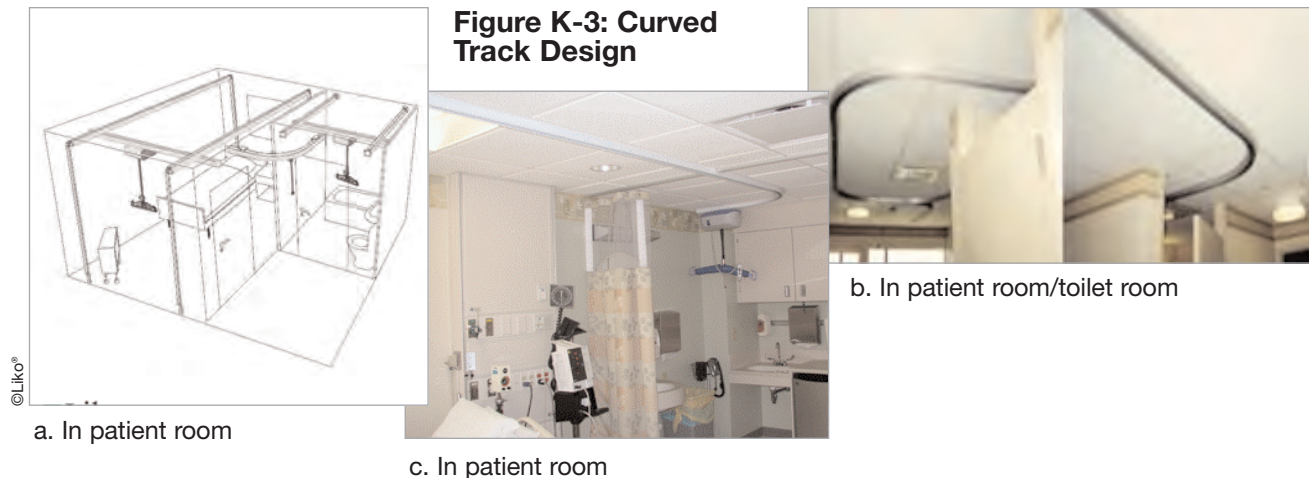 Figure K-3: Curved
Track Design
©Liko®
a. In patient room
b. In patient room/toilet room
c. In patient room